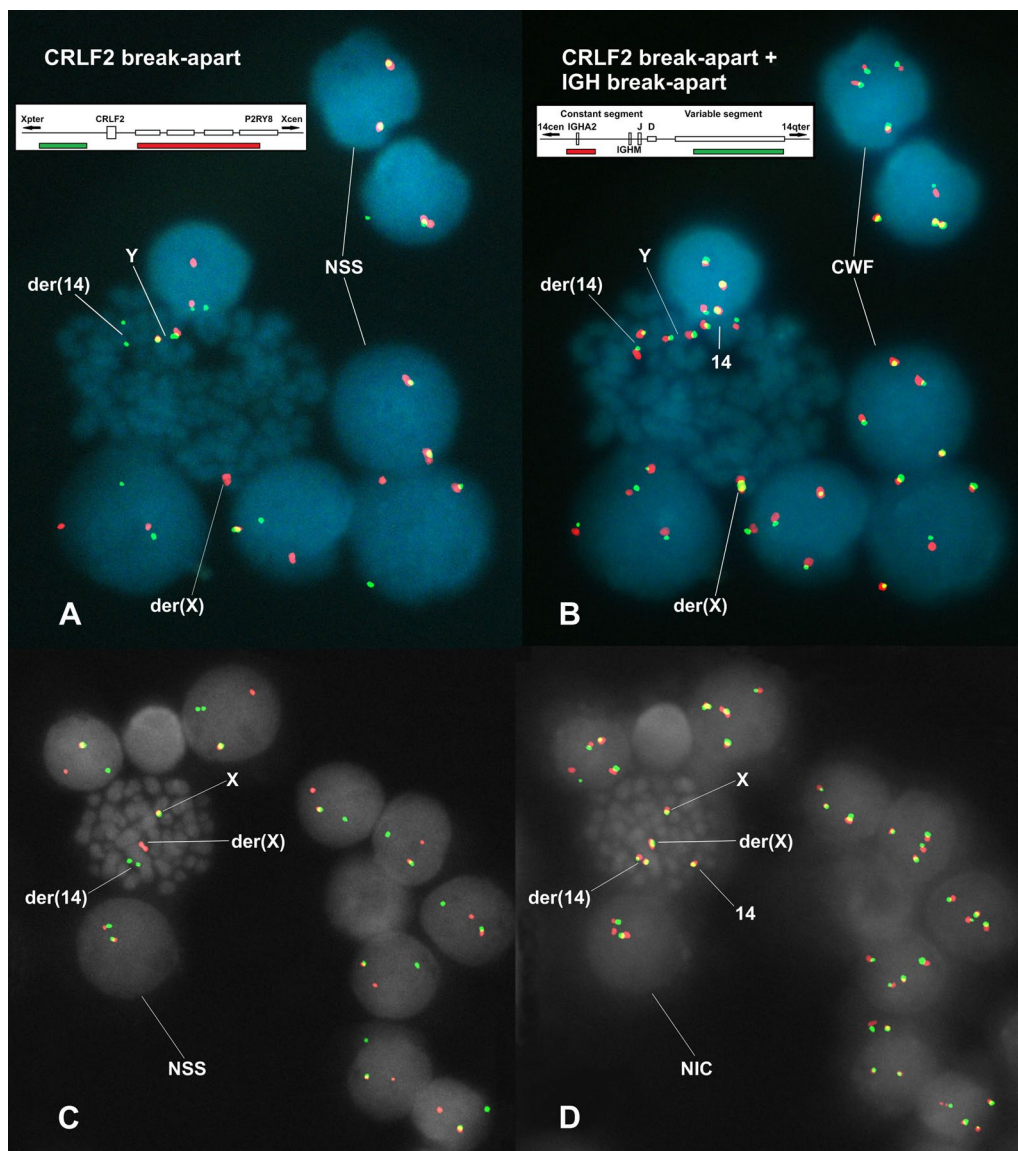 CRLF2 break-apart
Xpter
CRLF2
P2RY8
Xcen
NSS
Y
der(14)
der(X)
A
CRLF2 break-apart +
IGH break-apart
Constant segment
Variable segment
14cen
IGHA2
J
D
14qter
IGHM
CWF
Y
der(14)
14
der(X)
B
X
der(X)
der(14)
NSS
C
X
der(X)
der(14)
14
NIC
D